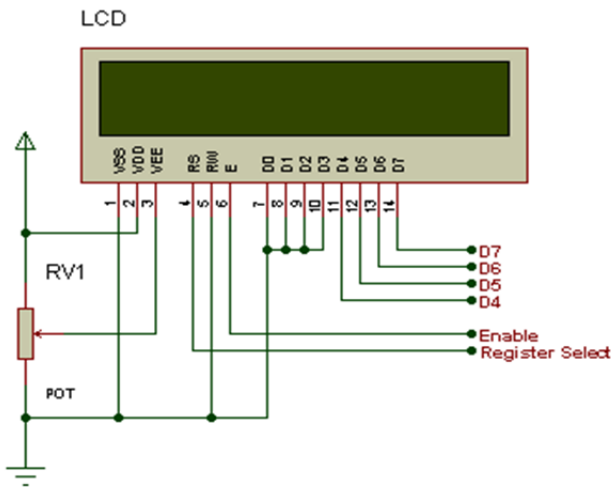 LCD
VSS VDD VEE RS RW E D0 D1 D2 D3 D4 D5 D6 D7
1 2 3 4 5 6 7 8 9 10 11 12 13 14
D7
D6
D5
D4
RV1
Enable
Register Select
POT